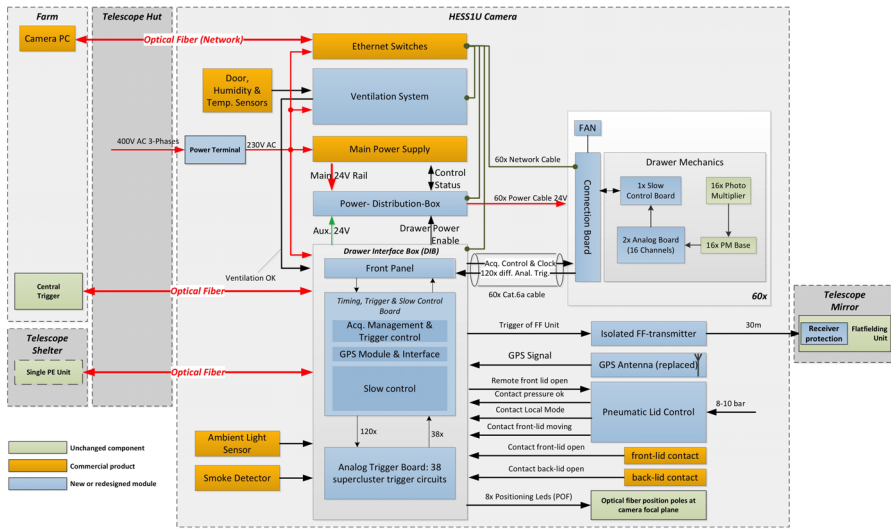 Farm
Telescope Hut
HESS1U Camera
Camera PC
Optical Fiber (Network)
Ethernet Switches
Door,
Humidity &
Temp. Sensors
Ventilation System
400V AC 3-Phases
Power Terminal
230V AC
Main Power Supply
Main 24V Rail
Control
Status
60x Network Cable
Power- Distribution-Box
60x Power Cable 24V
Aux. 24V
Drawer Power
Enable
FAN
Connection Board
Drawer Mechanics
1x Slow
Control Board
16x Photo
Multiplier
2x Analog Board
(16 Channels)
16x PM Base
60x
Ventilation OK
Drawer Interface Box (DIB)
Front Panel
Acq. Control & Clock
120x diff. Anal. Trig.
60x Cat.6a cable
Central
Trigger
Optical Fiber
Timing, Trigger & Slow Control
Board
Acq. Management &
Trigger control
GPS Module & Interface
Slow control
120x
38x
Analog Trigger Board: 38
supercluster trigger circuits
Telescope
Shelter
Single PE Unit
Optical Fiber
Trigger of FF Unit
Isolated FF-transmitter
30m
Telescope
Mirror
Receiver
protection
Flatfielding
Unit
GPS Signal
GPS Antenna (replaced)
Remote front lid open
Contact pressure ok
Contact Local Mode
Contact front-lid moving
Pneumatic Lid Control
8-10 bar
Contact front-lid open
front-lid contact
Contact back-lid open
back-lid contact
8x Positioning Leds (POF)
Optical fiber position poles at
camera focal plane
Ambient Light
Sensor
Smoke Detector
Unchanged component
Commercial product
New or redesigned module